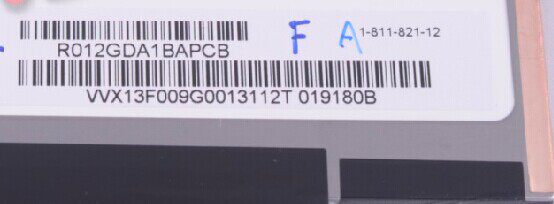 F A 1-811-821-12
R012GDA1BAPCB
VVX13F009G0013112T 019180B